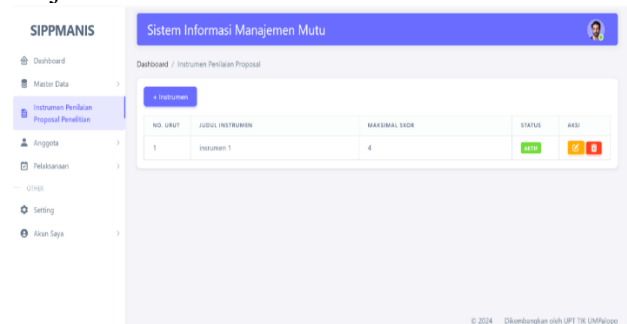 SIPPMANIS
Sistem Informasi Manajemen Mutu
Dashboard
Master Data
Instrumen Penilaian
Proposal Penelitian
Anggota
Pelaksanaan
OTHER
Setting
Akun Saya
Dashboard / Instrumen Penilaian Proposal
+ Instrumen
NO. URUT JUDUL INSTRUMEN MAKSIMAL SKOR STATUS AKSI
1 insrumen 1 4 AKTIF
© 2024 Dikembangkan oleh UPT TIK UMPalopo